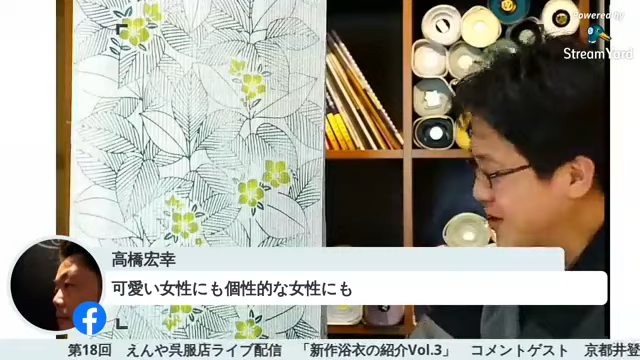 Powered by
StreamYard
高橋宏幸
可愛い女性にも個性的な女性にも
第18回 えんや呉服店ライブ配信 「新作浴衣の紹介Vol.3」 コメントゲスト 京都井登